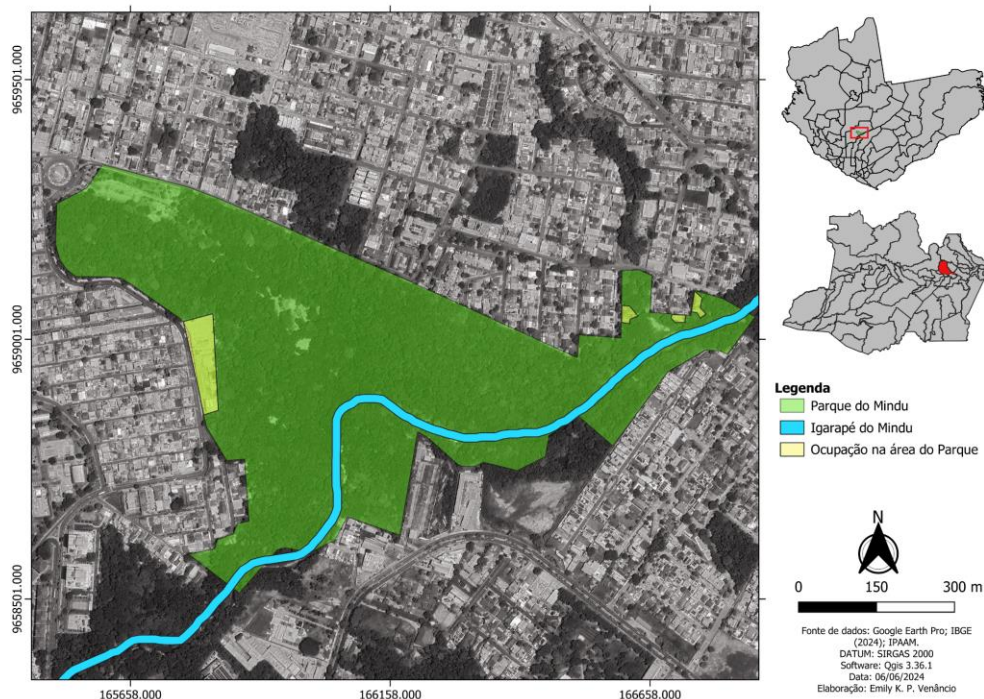 9659501.000
9659001.000
9658501.000
165658.000
166158.000
166658.000
Legenda
Parque do Mindu
Igarapé do Mindu
Ocupação na área do Parque
N
0 150 300 m
Fonte de dados: Google Earth Pro; IBGE
(2024); IPAAM.
DATUM: SIRGAS 2000
Software: Qgis 3.36.1
Data: 06/06/2024
Elaboração: Emily K. P. Venâncio